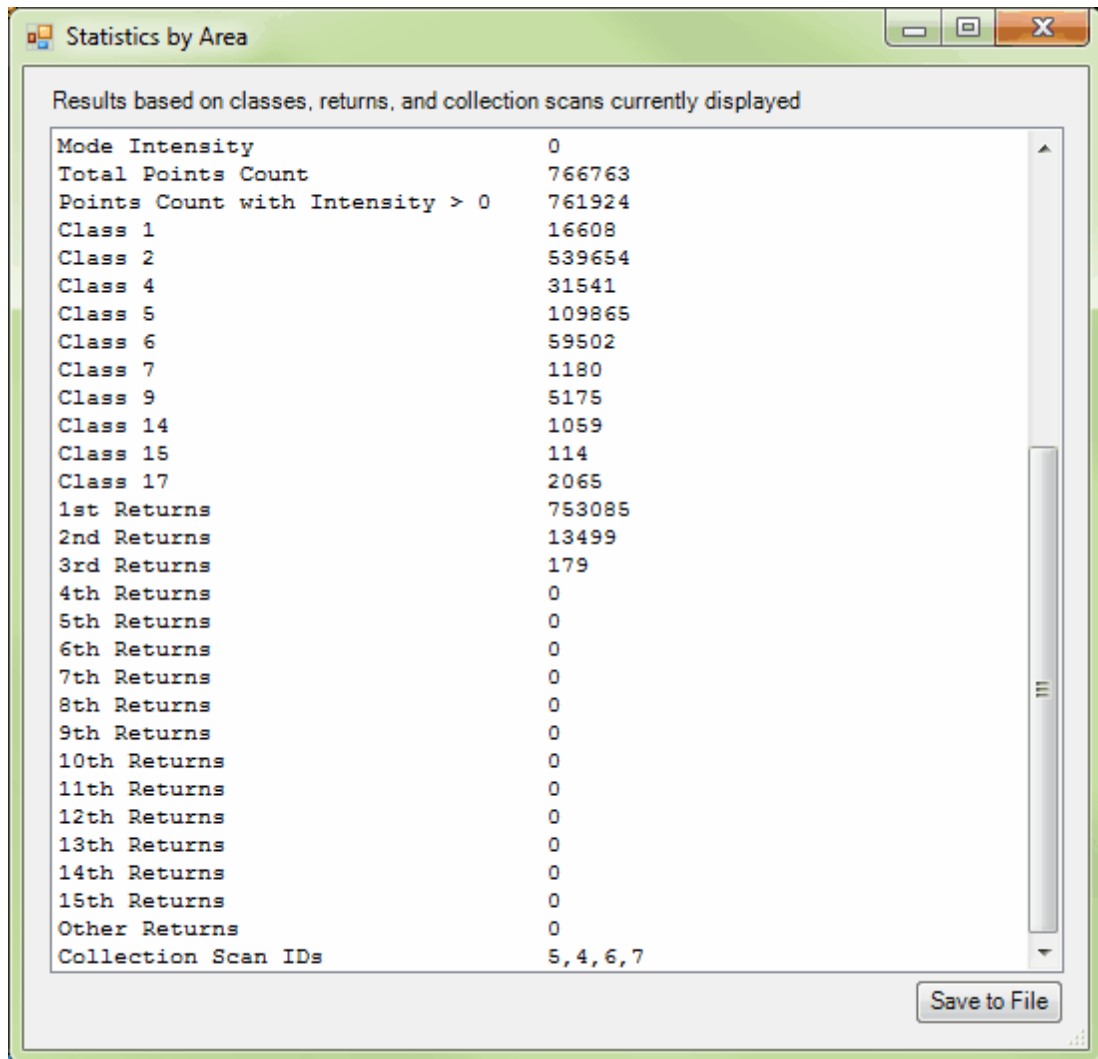 Statistics by Area
Results based on classes, returns, and collection scans currently displayed
Mode Intensity 0
Total Points Count 766763
Points Count with Intensity > 0 761924
Class 1 16608
Class 2 539654
Class 4 31541
Class 5 109865
Class 6 59502
Class 7 1180
Class 9 5175
Class 14 1059
Class 15 114
Class 17 2065
1st Returns 753085
2nd Returns 13499
3rd Returns 179
4th Returns 0
5th Returns 0
6th Returns 0
7th Returns 0
8th Returns 0
9th Returns 0
10th Returns 0
11th Returns 0
12th Returns 0
13th Returns 0
14th Returns 0
15th Returns 0
Other Returns 0
Collection Scan IDs 5,4,6,7
Save to File